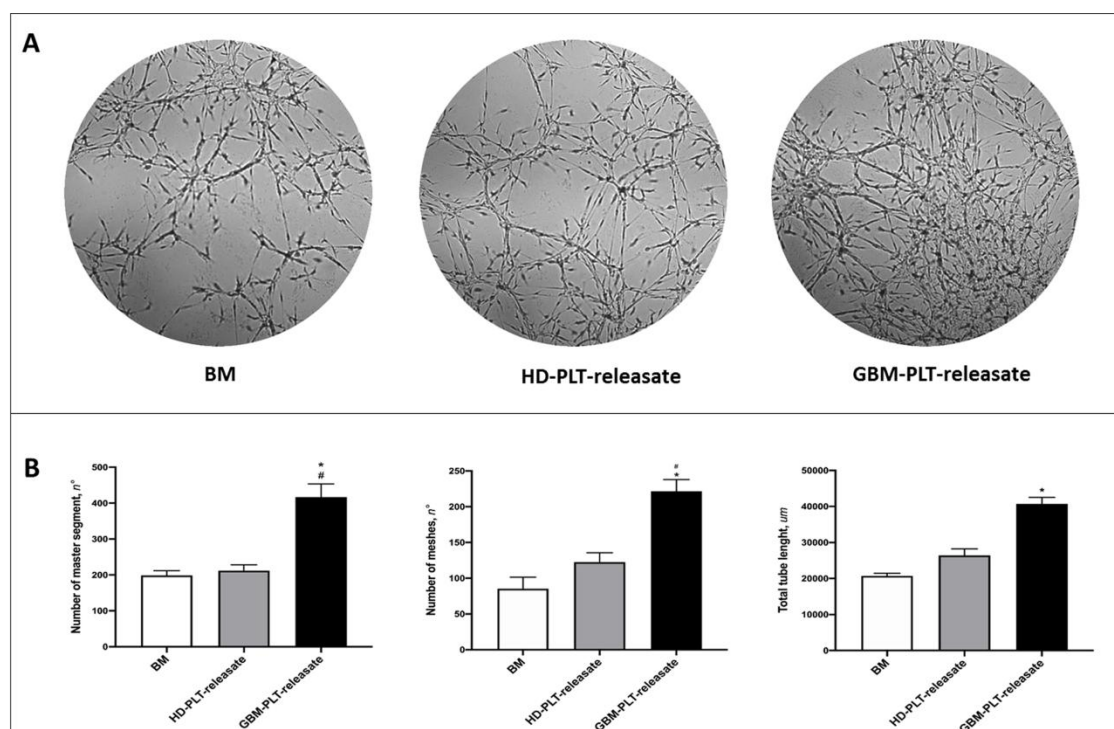 A
BM
HD-PLT-releasate
GBM-PLT-releasate
B
Number of master segment, n°
500
400
300
200
100
0
*
#
BM
HD-PLT-releasate
GBM-PLT-releasate
Number of meshes, n°
250
200
150
100
50
0
#
*
BM
HD-PLT-releasate
GBM-PLT-releasate
Total tube lenght, um
50000
40000
30000
20000
10000
0
*
BM
HD-PLT-releasate
GBM-PLT-releasate